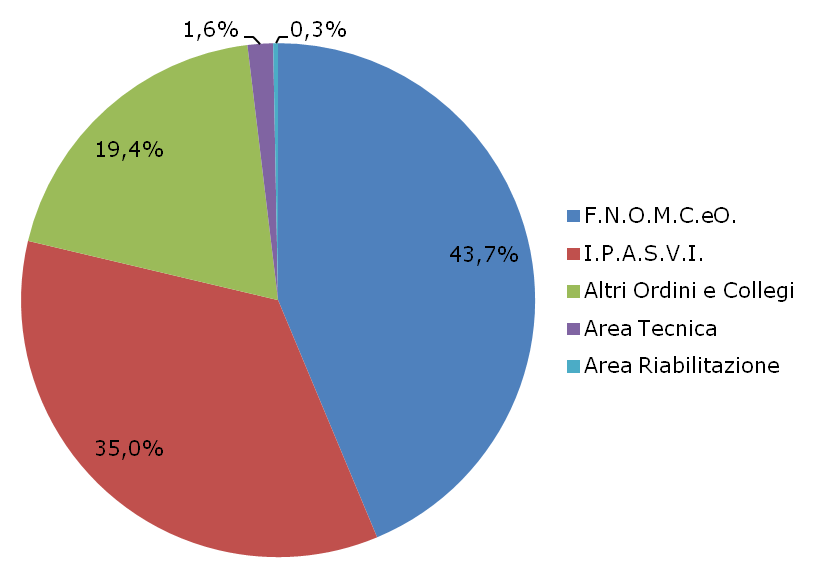 1,6%
0,3%
19,4%
43,7%
35,0%
F.N.O.M.C.eO.
I.P.A.S.V.I.
Altri Ordini e Collegi
Area Tecnica
Area Riabilitazione